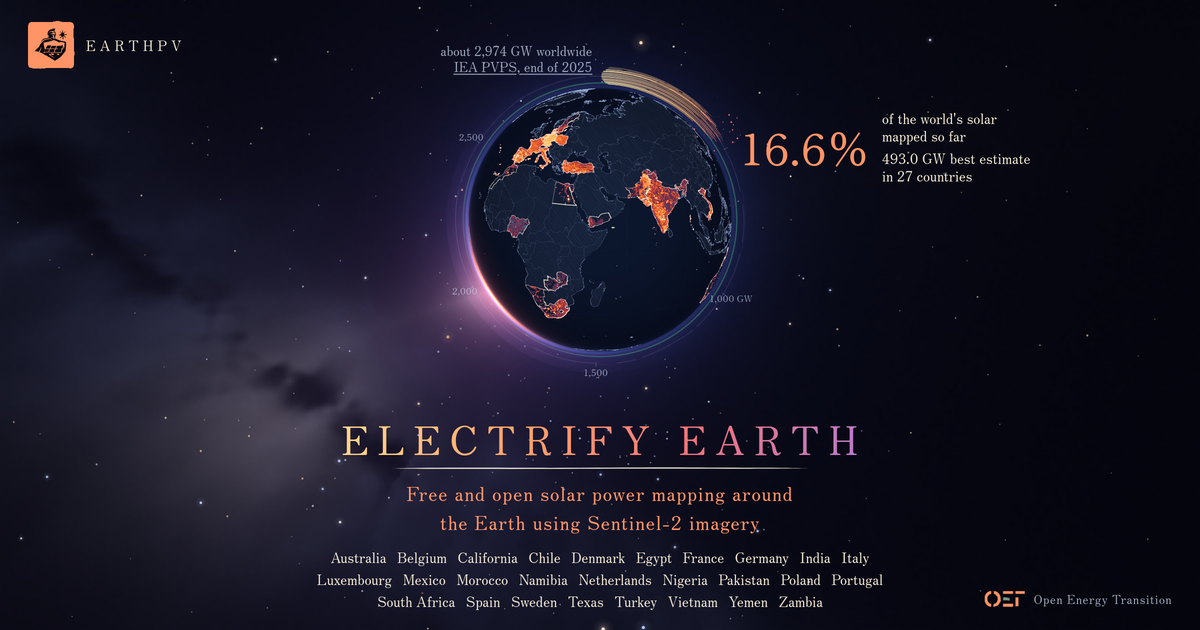 EARTHPV
about 2,974 GW worldwide
IEA PVPS, end of 2025
2,500
2,000
1,500
1,000 GW
16.6%
of the world's solar
mapped so far
493.0 GW best estimate
in 27 countries
ELECTRIFY EARTH
Free and open solar power mapping around
the Earth using Sentinel-2 imagery.
Australia Belgium California Chile Denmark Egypt France Germany India Italy
Luxembourg Mexico Morocco Namibia Netherlands Nigeria Pakistan Poland Portugal
South Africa Spain Sweden Texas Turkey Vietnam Yemen Zambia
OET Open Energy Transition